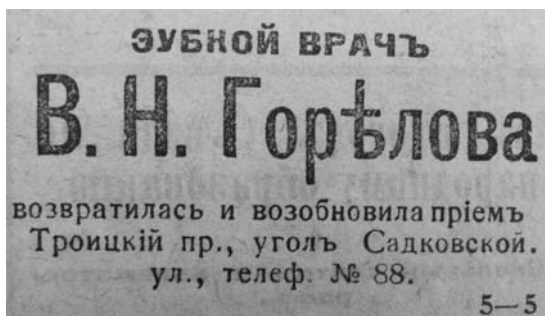 ЗУБНОЙ ВРАЧЪ
В. Н. Горѣлова
возвратилась и возобновила пріемъ
Троицкій пр., уголъ Садковской.
ул., телеф. № 88.
5—5